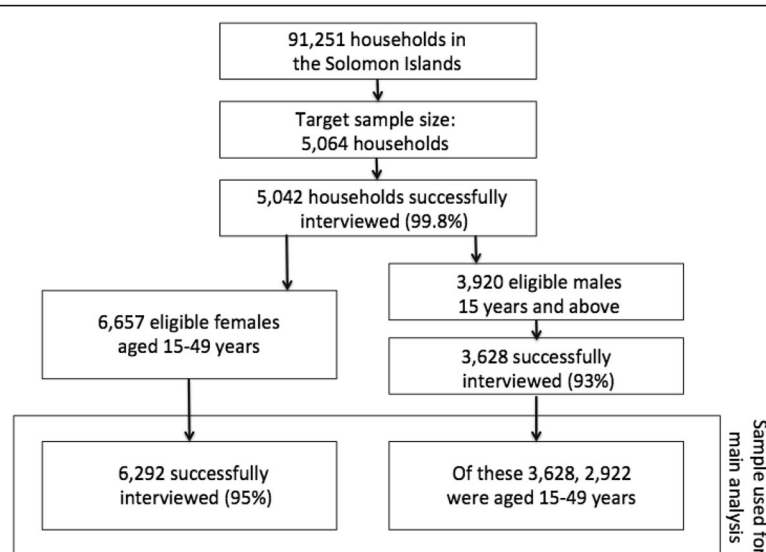 91,251 households in
the Solomon Islands
Target sample size:
5,064 households
5,042 households successfully
interviewed (99.8%)
3,920 eligible males
15 years and above
6,657 eligible females
aged 15-49 years
3,628 successfully
interviewed (93%)
6,292 successfully
interviewed (95%)
Of these 3,628, 2,922
were aged 15-49 years
Sample used for
main analysis